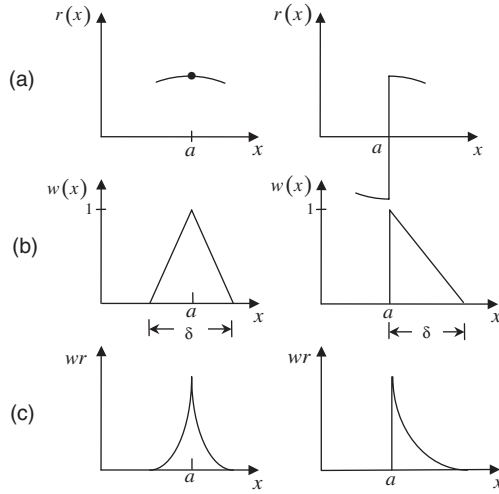 r(x) r(x)
(a)
a x a x
w(x) w(x)
1 1
(b)
a x a x
δ δ
wr wr
(c)
a x a x